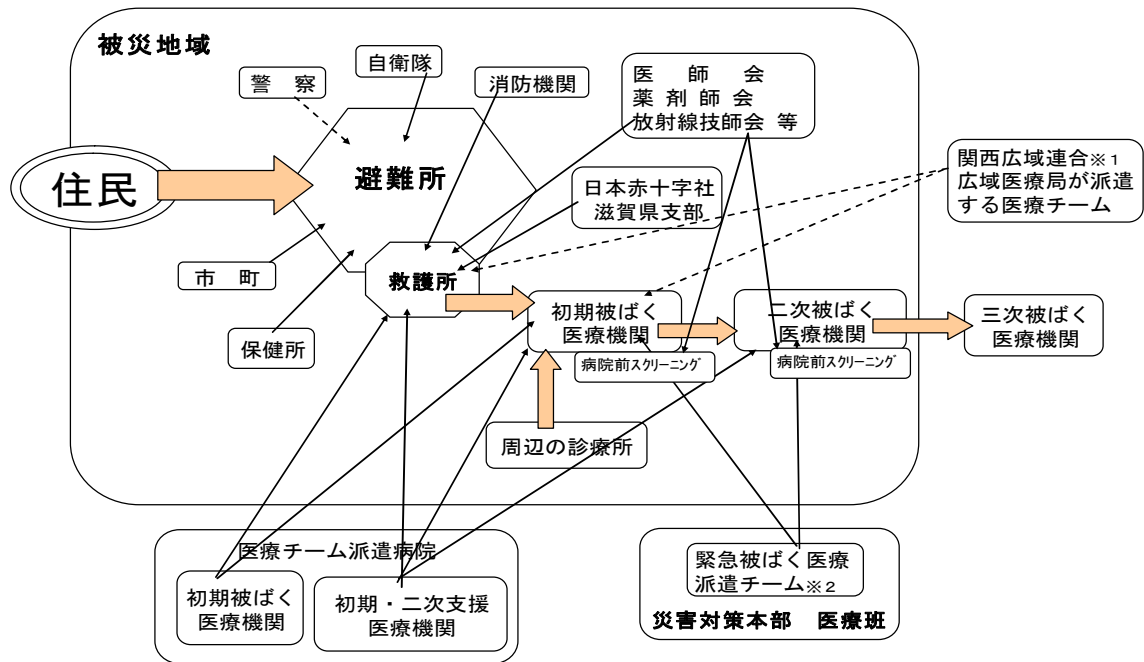 被災地域
警　察
自衛隊
消防機関
医　師　会
薬 剤 師 会
放射線技師会 等
住民
避難所
関西広域連合※1
広域医療局が派遣
する医療チーム
日本赤十字社
滋賀県支部
市　町
救護所
保健所
初期被ばく
医療機関
病院前スクリーニング
二次被ばく
医療機関
病院前スクリーニング
三次被ばく
医療機関
周辺の診療所
医療チーム派遣病院
初期被ばく
医療機関
初期・二次支援
医療機関
緊急被ばく医療
派遣チーム※2
災害対策本部　医療班